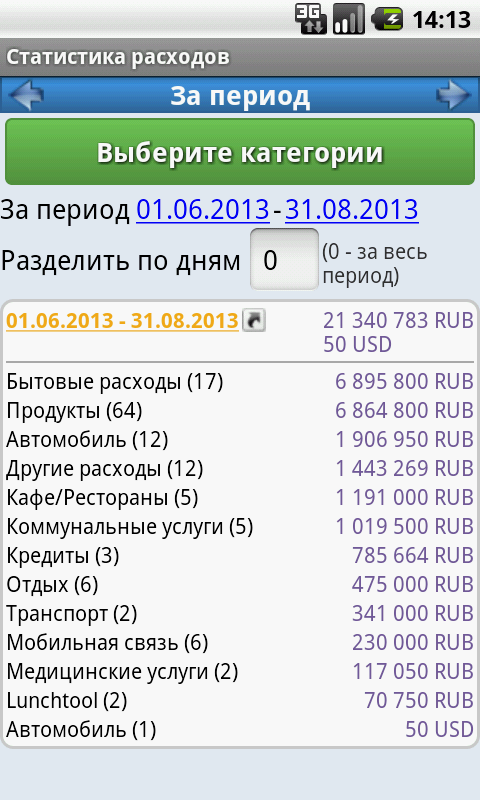 3G 14:13
Статистика расходов
За период
Выберите категории
За период 01.06.2013 - 31.08.2013
Разделить по дням 0 (0 - за весь
период)
01.06.2013 - 31.08.2013 21 340 783 RUB
50 USD
Бытовые расходы (17) 6 895 800 RUB
Продукты (64) 6 864 800 RUB
Автомобиль (12) 1 906 950 RUB
Другие расходы (12) 1 443 269 RUB
Кафе/Рестораны (5) 1 191 000 RUB
Коммунальные услуги (5) 1 019 500 RUB
Кредиты (3) 785 664 RUB
Отдых (6) 475 000 RUB
Транспорт (2) 341 000 RUB
Мобильная связь (6) 230 000 RUB
Медицинские услуги (2) 117 050 RUB
Lunchtool (2) 70 750 RUB
Автомобиль (1) 50 USD